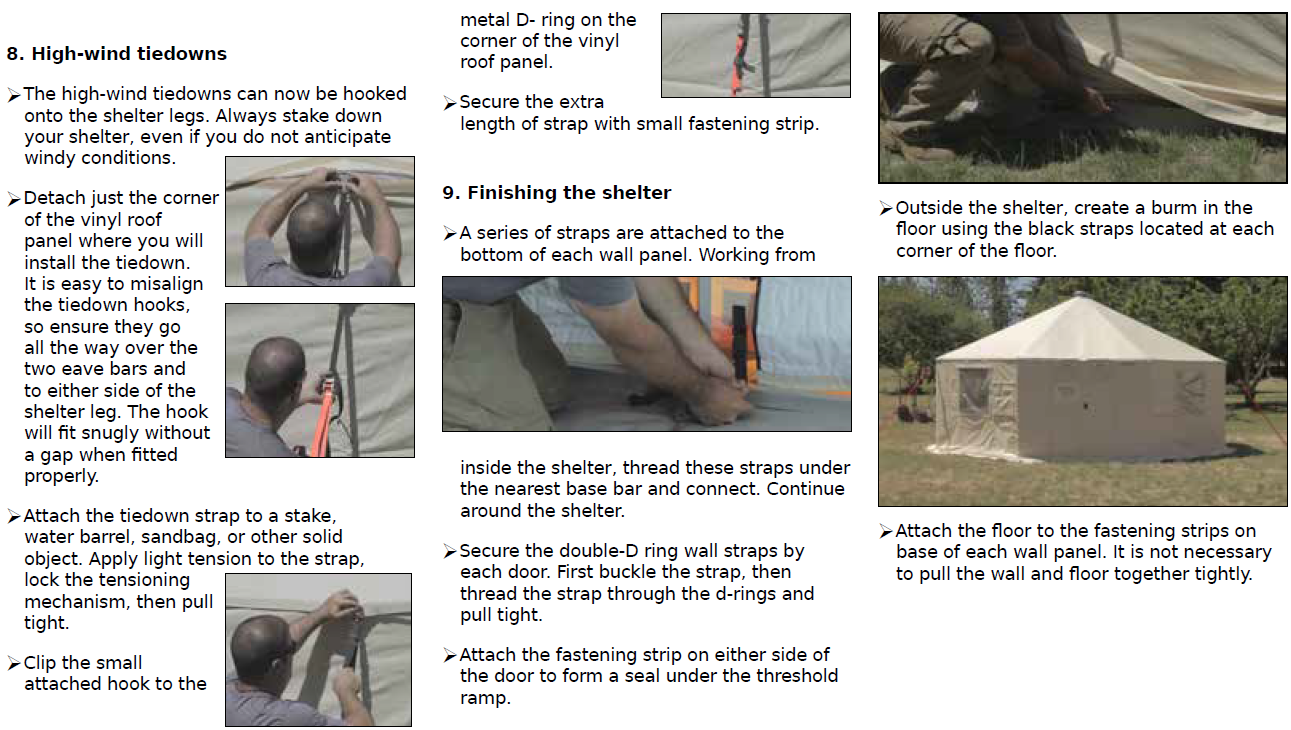 8. High-wind tiedowns
➢The high-wind tiedowns can now be hooked
onto the shelter legs. Always stake down
your shelter, even if you do not anticipate
windy conditions.
➢Detach just the corner
of the vinyl roof
panel where you will
install the tiedown.
It is easy to misalign
the tiedown hooks,
so ensure they go
all the way over the
two eave bars and
to either side of the
shelter leg. The hook
will fit snugly without
a gap when fitted
properly.
➢Attach the tiedown strap to a stake,
water barrel, sandbag, or other solid
object. Apply light tension to the strap,
lock the tensioning
mechanism, then pull
tight.
➢Clip the small
attached hook to the
metal D- ring on the
corner of the vinyl
roof panel.
➢Secure the extra
length of strap with small fastening strip.
9. Finishing the shelter
➢A series of straps are attached to the
bottom of each wall panel. Working from
inside the shelter, thread these straps under
the nearest base bar and connect. Continue
around the shelter.
➢Secure the double-D ring wall straps by
each door. First buckle the strap, then
thread the strap through the d-rings and
pull tight.
➢Attach the fastening strip on either side of
the door to form a seal under the threshold
ramp.
➢Outside the shelter, create a burm in the
floor using the black straps located at each
corner of the floor.
➢Attach the floor to the fastening strips on
base of each wall panel. It is not necessary
to pull the wall and floor together tightly.